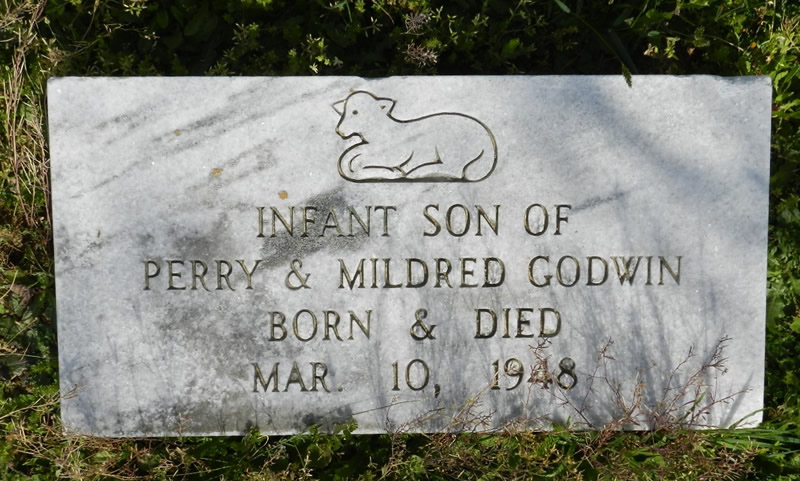 INFANT SON OF
PERRY & MILDRED GODWIN
BORN & DIED
MAR. 10, 1948